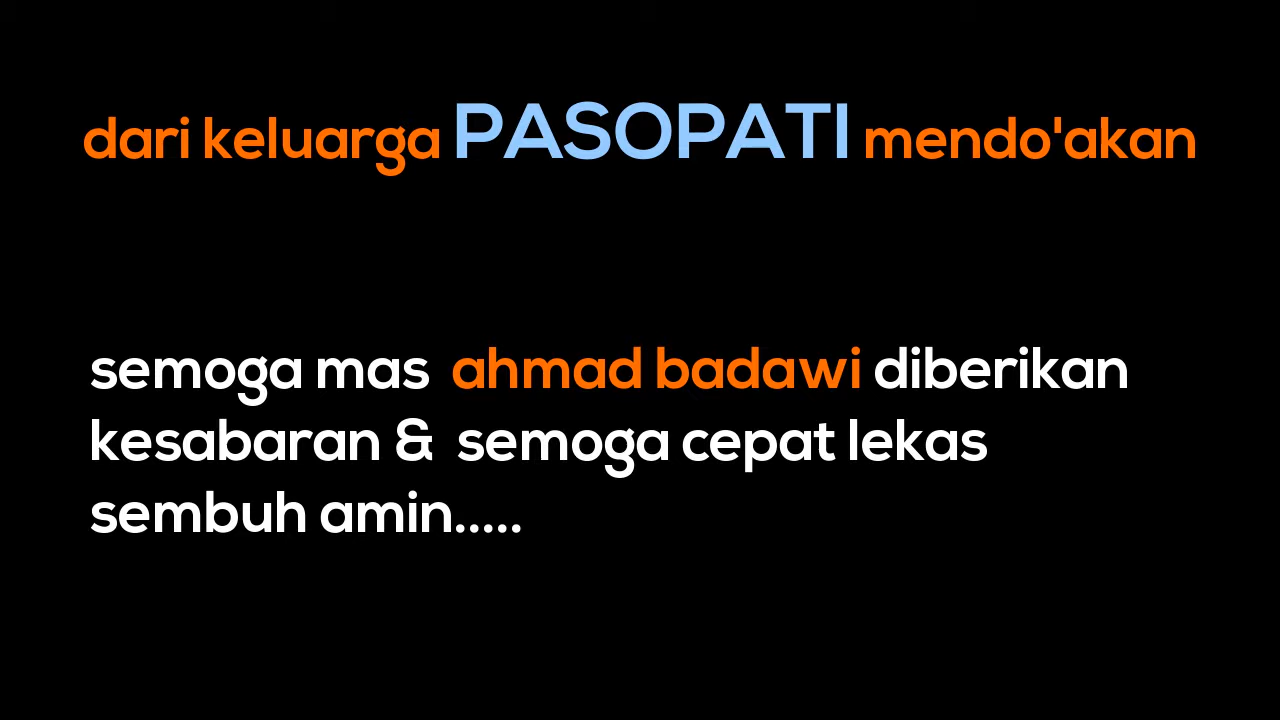 dari keluarga PASOPATI mendo'akan
semoga mas ahmad badawi diberikan
kesabaran & semoga cepat lekas
sembuh amin.....